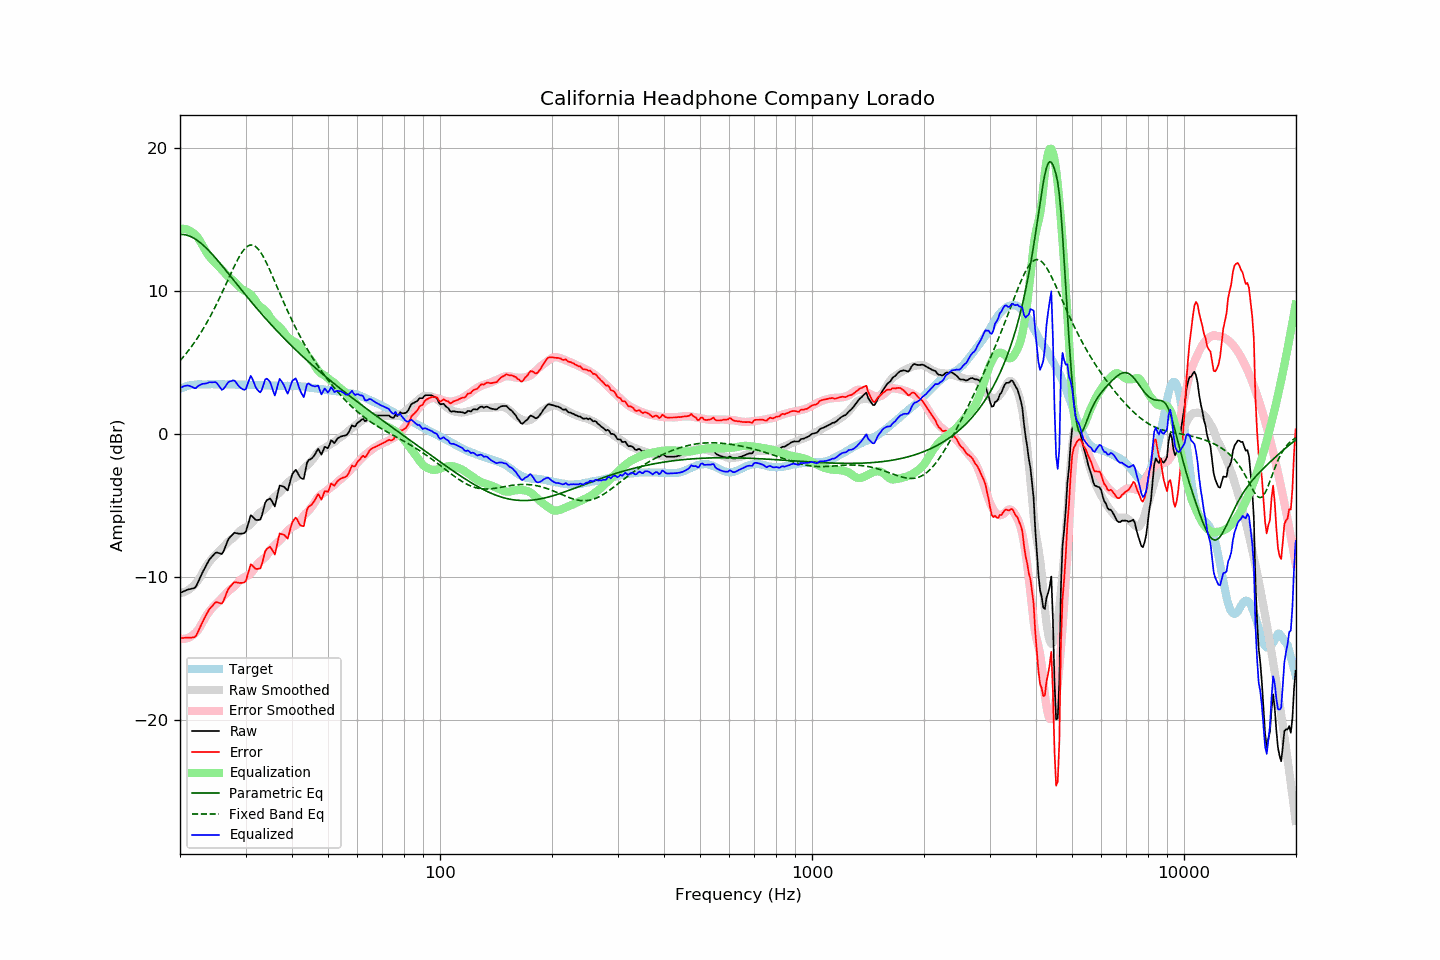 California Headphone Company Lorado
20
10
0
−10
−20
Amplitude (dBr)
Target
Raw Smoothed
Error Smoothed
Raw
Error
Equalization
Parametric Eq
Fixed Band Eq
Equalized
100
1000
10000
Frequency (Hz)